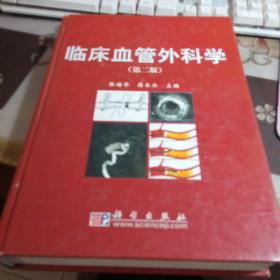 临床血管外科学
(第二版)
张培华 蒋米尔 主编
科学出版社
www.sciencep.com